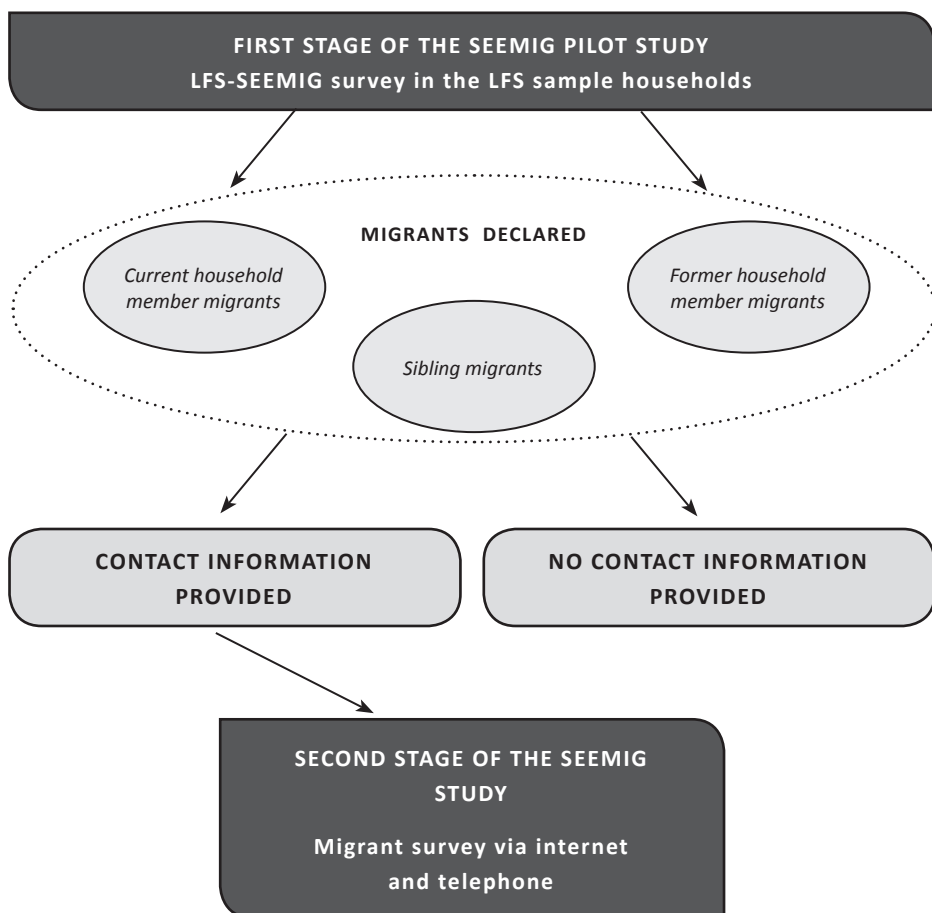 FIRST STAGE OF THE SEEMIG PILOT STUDY
LFS-SEEMIG survey in the LFS sample households
MIGRANTS DECLARED
Current household
member migrants
Former household
member migrants
Sibling migrants
CONTACT INFORMATION
PROVIDED
NO CONTACT INFORMATION
PROVIDED
SECOND STAGE OF THE SEEMIG
STUDY
Migrant survey via internet
and telephone